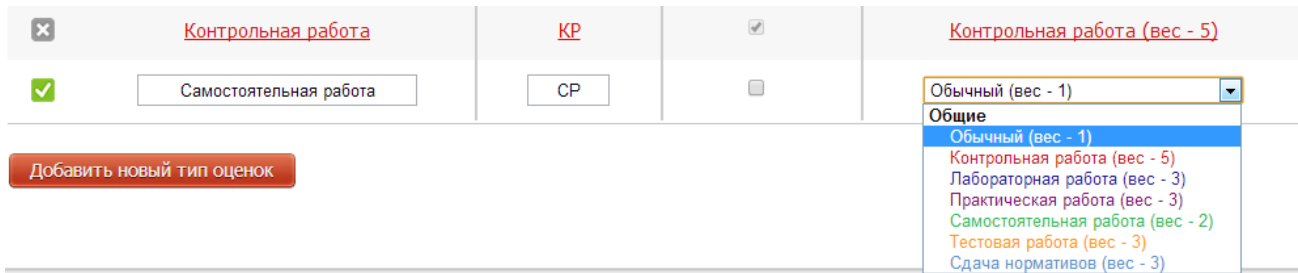 Контрольная работа КР Контрольная работа (вес - 5)
Самостоятельная работа СР Обычный (вес - 1)
Общие
Обычный (вес - 1)
Контрольная работа (вес - 5)
Добавить новый тип оценок
Лабораторная работа (вес - 3)
Практическая работа (вес - 3)
Самостоятельная работа (вес - 2)
Тестовая работа (вес - 3)
Сдача нормативов (вес - 3)